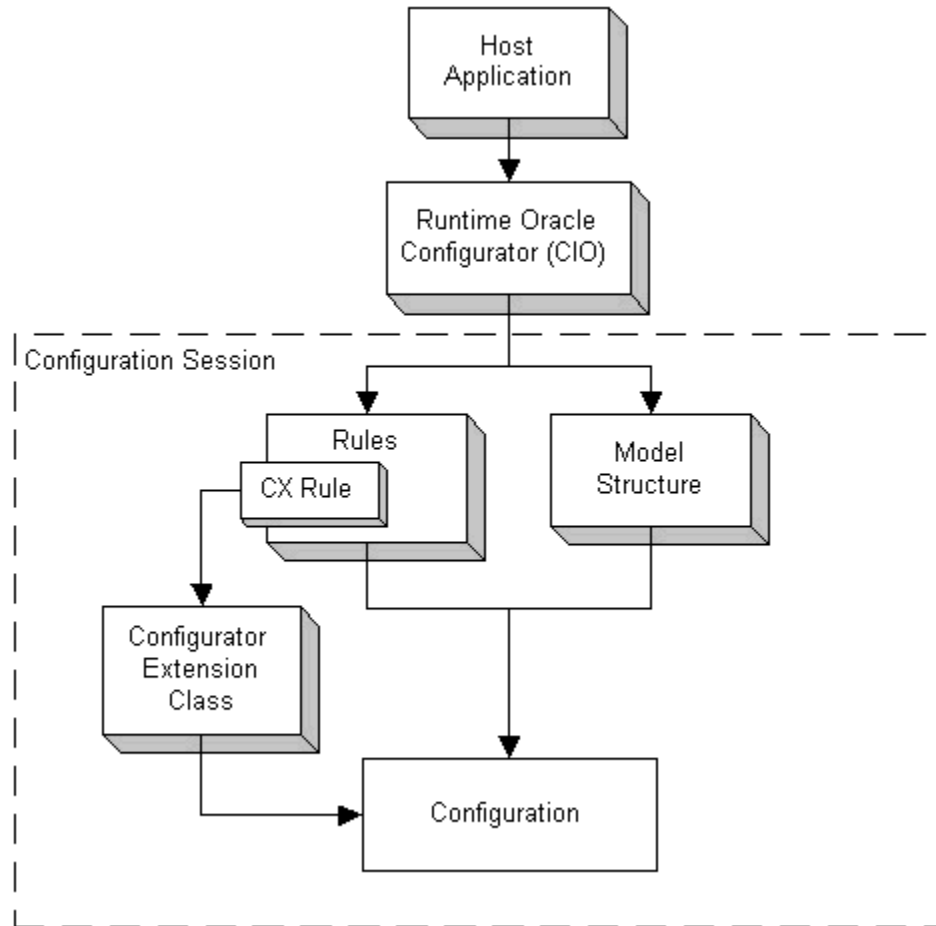 Host
Application
Runtime Oracle
Configurator (CIO)
Configuration Session
Rules
CX Rule
Model
Structure
Configurator
Extension
Class
Configuration